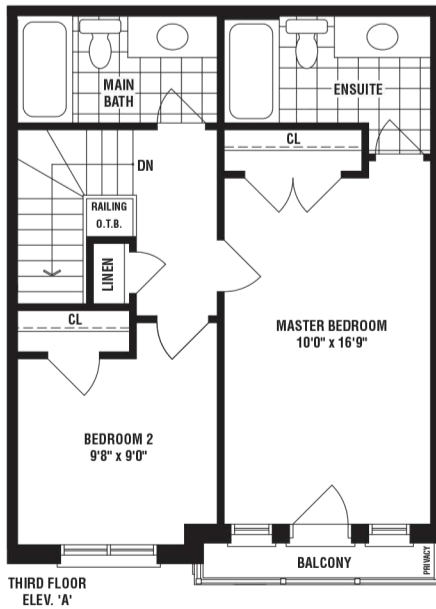 MAIN
BATH
ENSUITE
CL
DN
RAILING
O.T.B.
LINEN
CL
MASTER BEDROOM
10'0" x 16'9"
BEDROOM 2
9'8" x 9'0"
BALCONY
PRIVACY
THIRD FLOOR
ELEV. 'A'